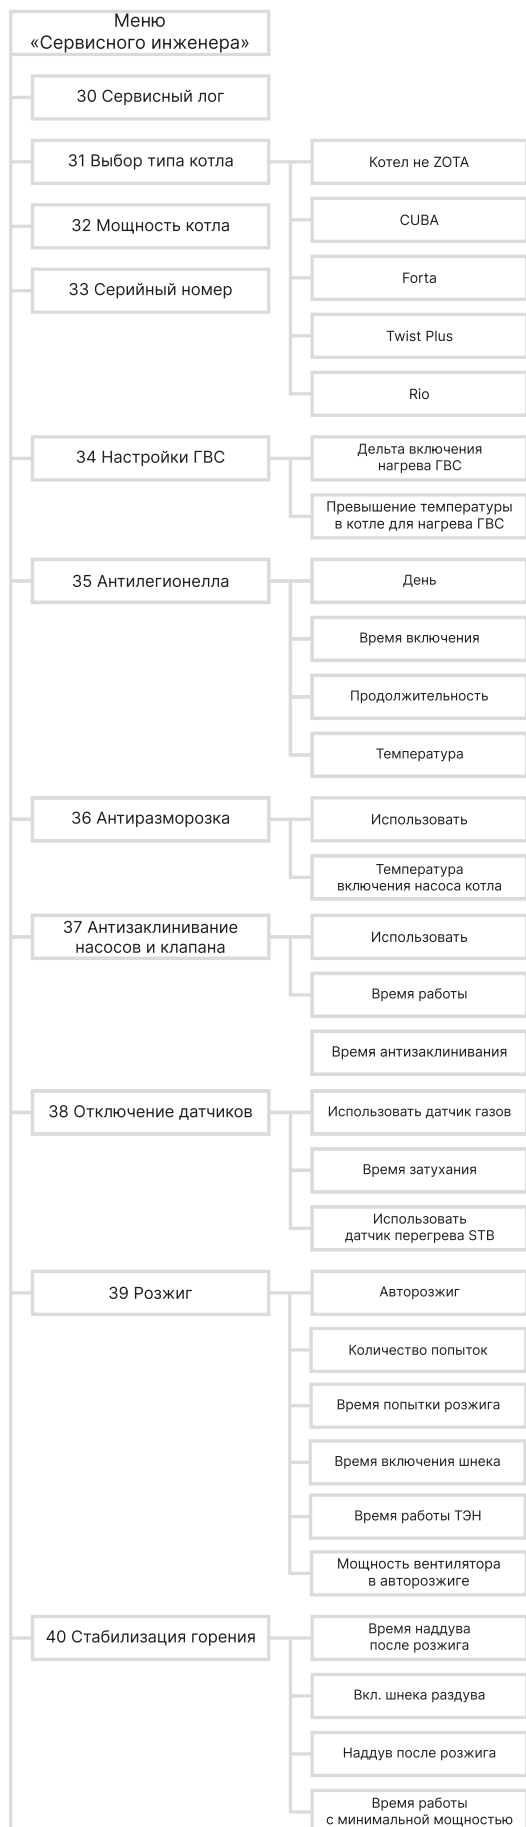 Меню
«Сервисного инженера»
30 Сервисный лог
31 Выбор типа котла
Котел не ZOTA
CUBA
32 Мощность котла
Forta
33 Серийный номер
Twist Plus
Rio
34 Настройки ГВС
Дельта включения
нагрева ГВС
Превышение температуры
в котле для нагрева ГВС
35 Антилегионелла
День
Время включения
Продолжительность
Температура
36 Антиразморозка
Использовать
Температура
включения насоса котла
37 Антизаклинивание
насосов и клапана
Использовать
Время работы
Время антизаклинивания
38 Отключение датчиков
Использовать датчик газов
Время затухания
Использовать
датчик перегрева STB
39 Розжиг
Авторозжиг
Количество попыток
Время попытки розжига
Время включения шнека
Время работы ТЭН
Мощность вентилятора
в авторозжиге
40 Стабилизация горения
Время наддува
после розжига
Вкл. шнека раздува
Наддув после розжига
Время работы
с минимальной мощностью